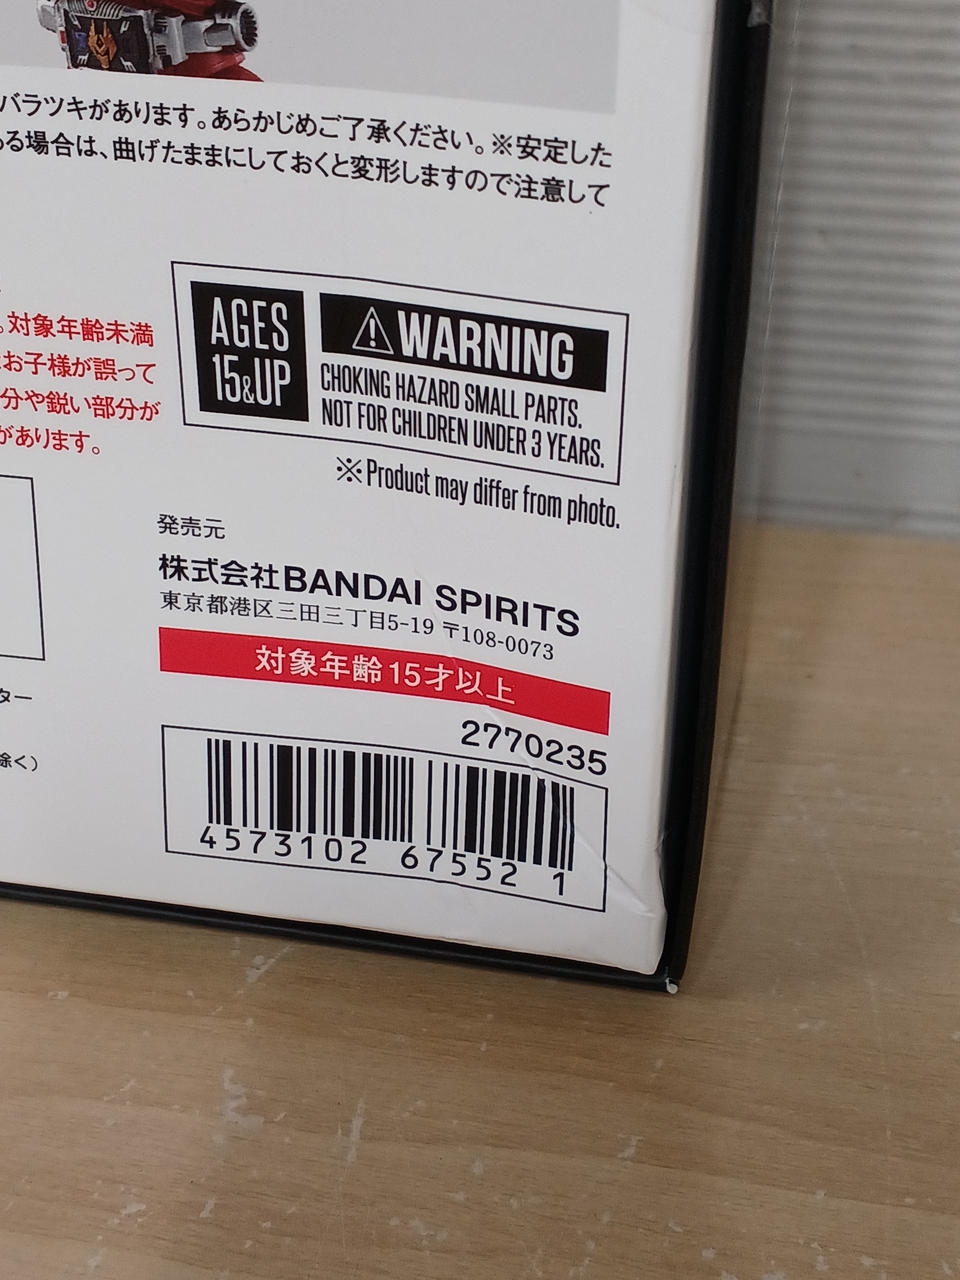 バラツキがあります。あらかじめご了承ください。※安定した
ある場合は、曲げたままにしておくと変形しますので注意して
。対象年齢未満
お子様が誤って
分や鋭い部分が
があります。
AGES
15&UP
⚠WARNING
CHOKING HAZARD SMALL PARTS.
NOT FOR CHILDREN UNDER 3 YEARS.
※Product may differ from photo.
発売元
株式会社BANDAI SPIRITS
東京都港区三田三丁目5-19 〒108-0073
対象年齢15才以上
ター
除く）
2770235
4573102 67552 1